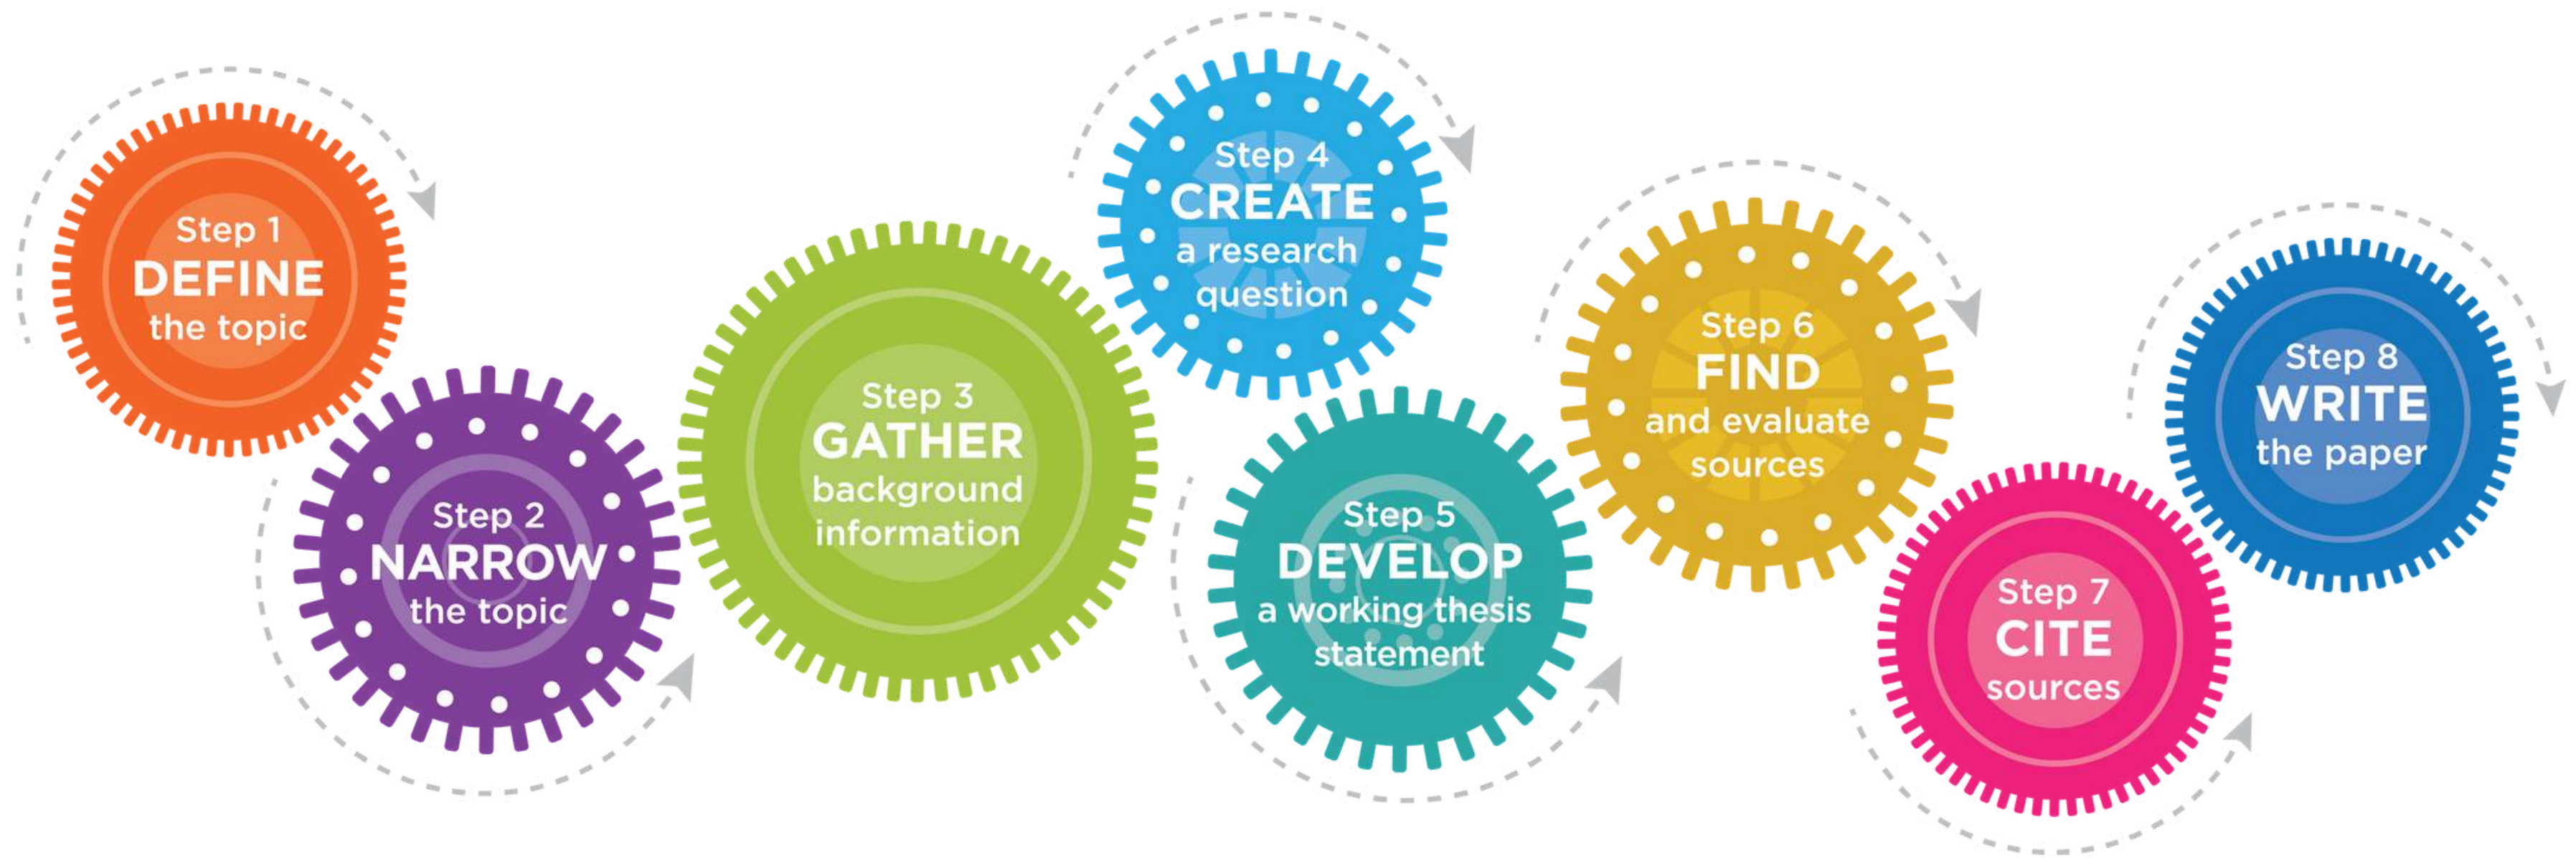 Step 1
DEFINE
the topic
Step 2
NARROW
the topic
Step 3
GATHER
background
information
Step 4
CREATE
a research
question
Step 5
DEVELOP
a working thesis
statement
Step 6
FIND
and evaluate
sources
Step 7
CITE
sources
Step 8
WRITE
the paper